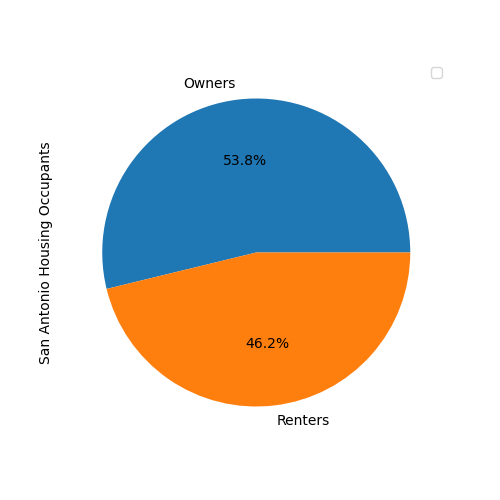 Owners
53.8%
San Antonio Housing Occupants
46.2%
Renters